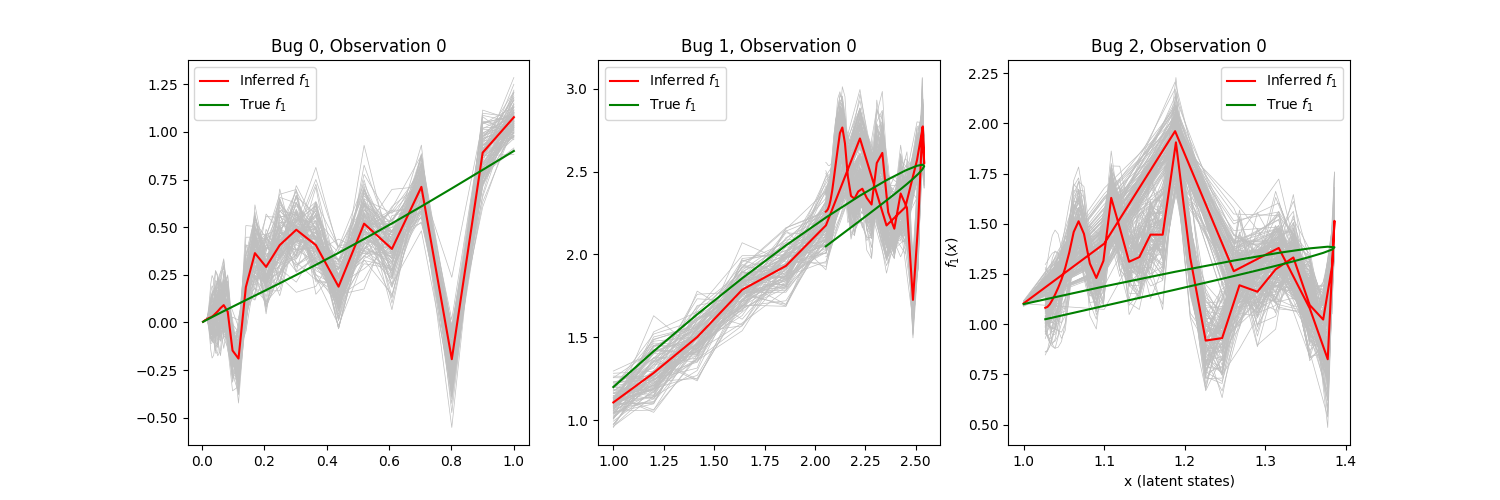 Bug 0, Observation 0
Inferred f₁
True f₁
1.25
1.00
0.75
0.50
0.25
0.00
−0.25
−0.50
0.0 0.2 0.4 0.6 0.8 1.0
Bug 1, Observation 0
Inferred f₁
True f₁
3.0
2.5
2.0
1.5
1.0
1.00 1.25 1.50 1.75 2.00 2.25 2.50
Bug 2, Observation 0
Inferred f₁
True f₁
f₁(x)
2.25
2.00
1.75
1.50
1.25
1.00
0.75
0.50
1.0 1.1 1.2 1.3 1.4
x (latent states)